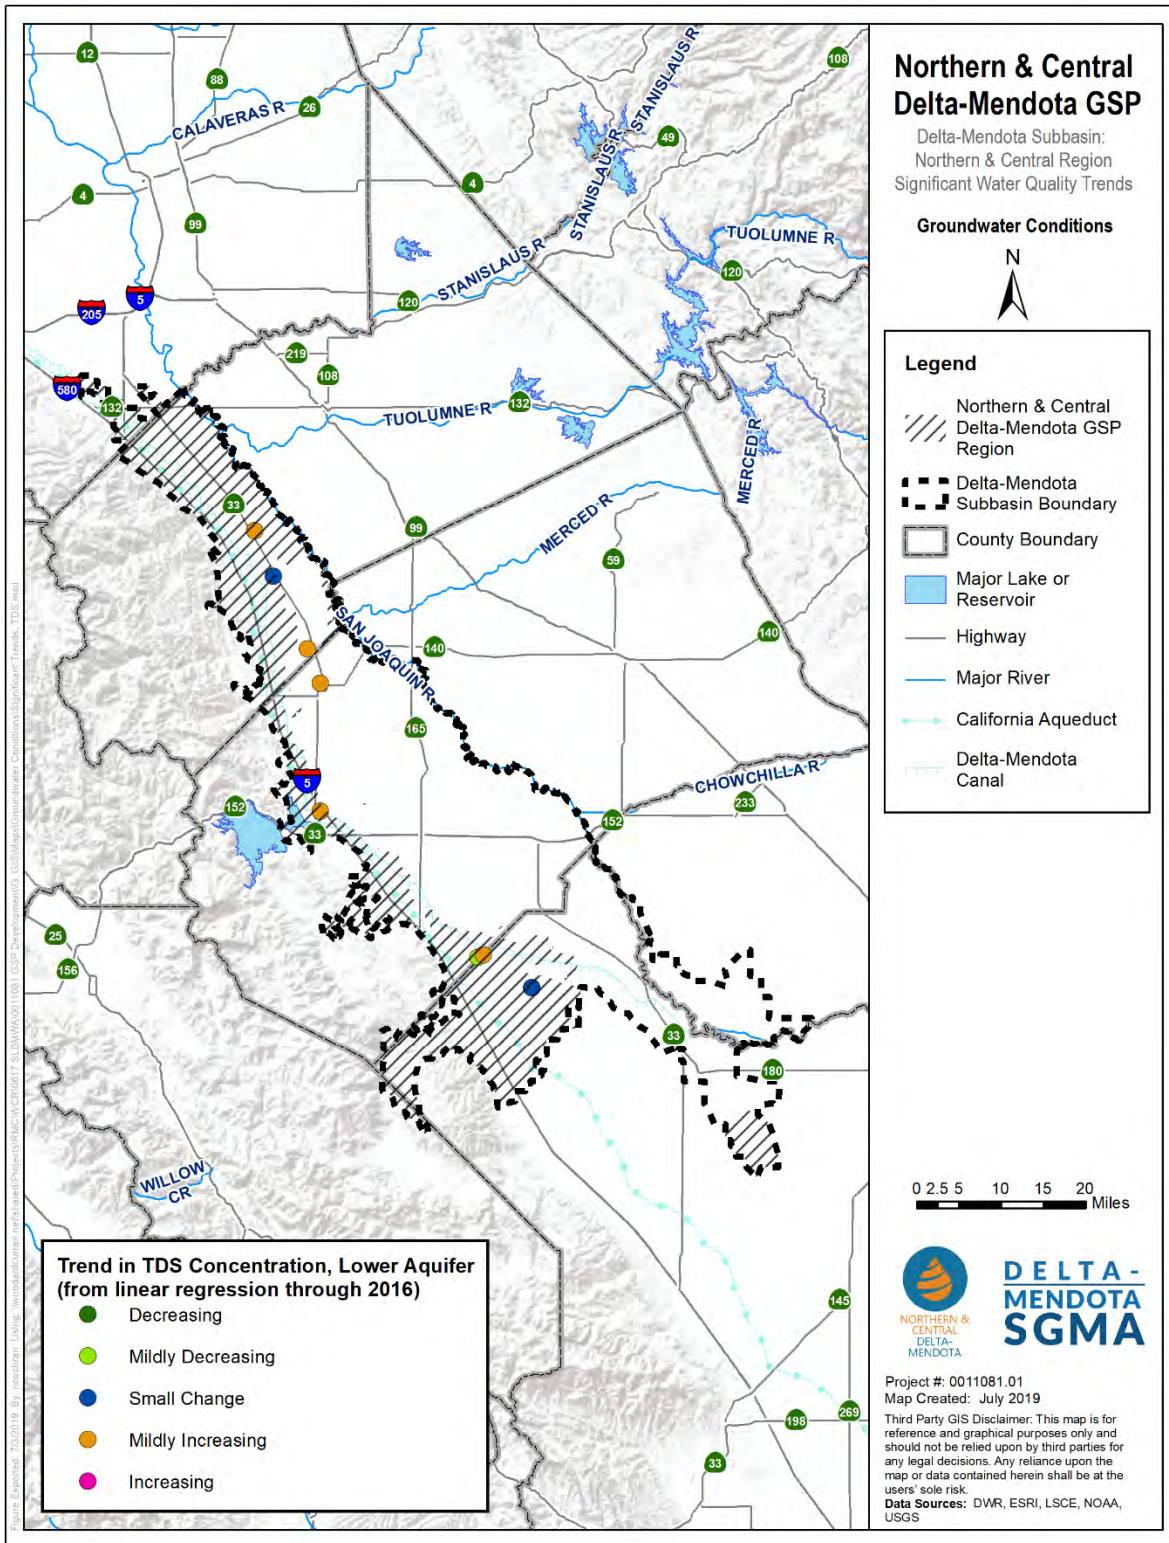 Northern & Central
Delta-Mendota GSP
Delta-Mendota Subbasin:
Northern & Central Region
Significant Water Quality Trends
Groundwater Conditions
N
Legend
Northern & Central
Delta-Mendota GSP
Region
Delta-Mendota
Subbasin Boundary
County Boundary
Major Lake or
Reservoir
Highway
Major River
California Aqueduct
Delta-Mendota
Canal
0 2.5 5 10 15 20
Miles
NORTHERN &
CENTRAL
DELTA-
MENDOTA
DELTA-
MENDOTA
SGMA
Project #: 0011081.01
Map Created: July 2019
Third Party GIS Disclaimer: This map is for
reference and graphical purposes only and
should not be relied upon by third parties for
any legal decisions. Any reliance upon the
map or data contained herein shall be at the
users' sole risk.
Data Sources: DWR, ESRI, LSCE, NOAA,
USGS
12
88
26
108
CALAVERAS R
STANISLAUS R
49
4
4
99
STANISLAUS R
STANISLAUS R
TUOLUMNE R
120
5
205
120
219
108
580
132
TUOLUMNE R
132
MERCED R
33
99
MERCED R
59
SAN JOAQUIN R
140
140
165
5
CHOWCHILLA R
233
152
33
152
25
156
33
180
WILLOW
CR
145
198
269
33
Trend in TDS Concentration, Lower Aquifer
(from linear regression through 2016)
Decreasing
Mildly Decreasing
Small Change
Mildly Increasing
Increasing